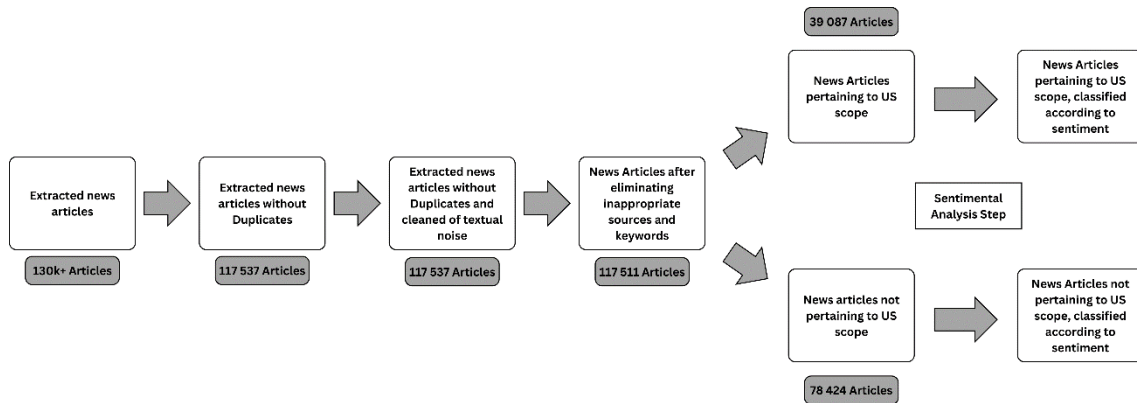 39 087 Articles
News Articles
pertaining to US
scope
News Articles
pertaining to US
scope, classified
according to
sentiment
Extracted news
articles
130k+ Articles
Extracted news
articles without
Duplicates
117 537 Articles
Extracted news
articles without
Duplicates and
cleaned of textual
noise
117 537 Articles
News Articles after
eliminating
inappropriate
sources and
keywords
117 511 Articles
Sentimental
Analysis Step
News articles not
pertaining to US
scope
78 424 Articles
News Articles not
pertaining to US
scope, classified
according to
sentiment